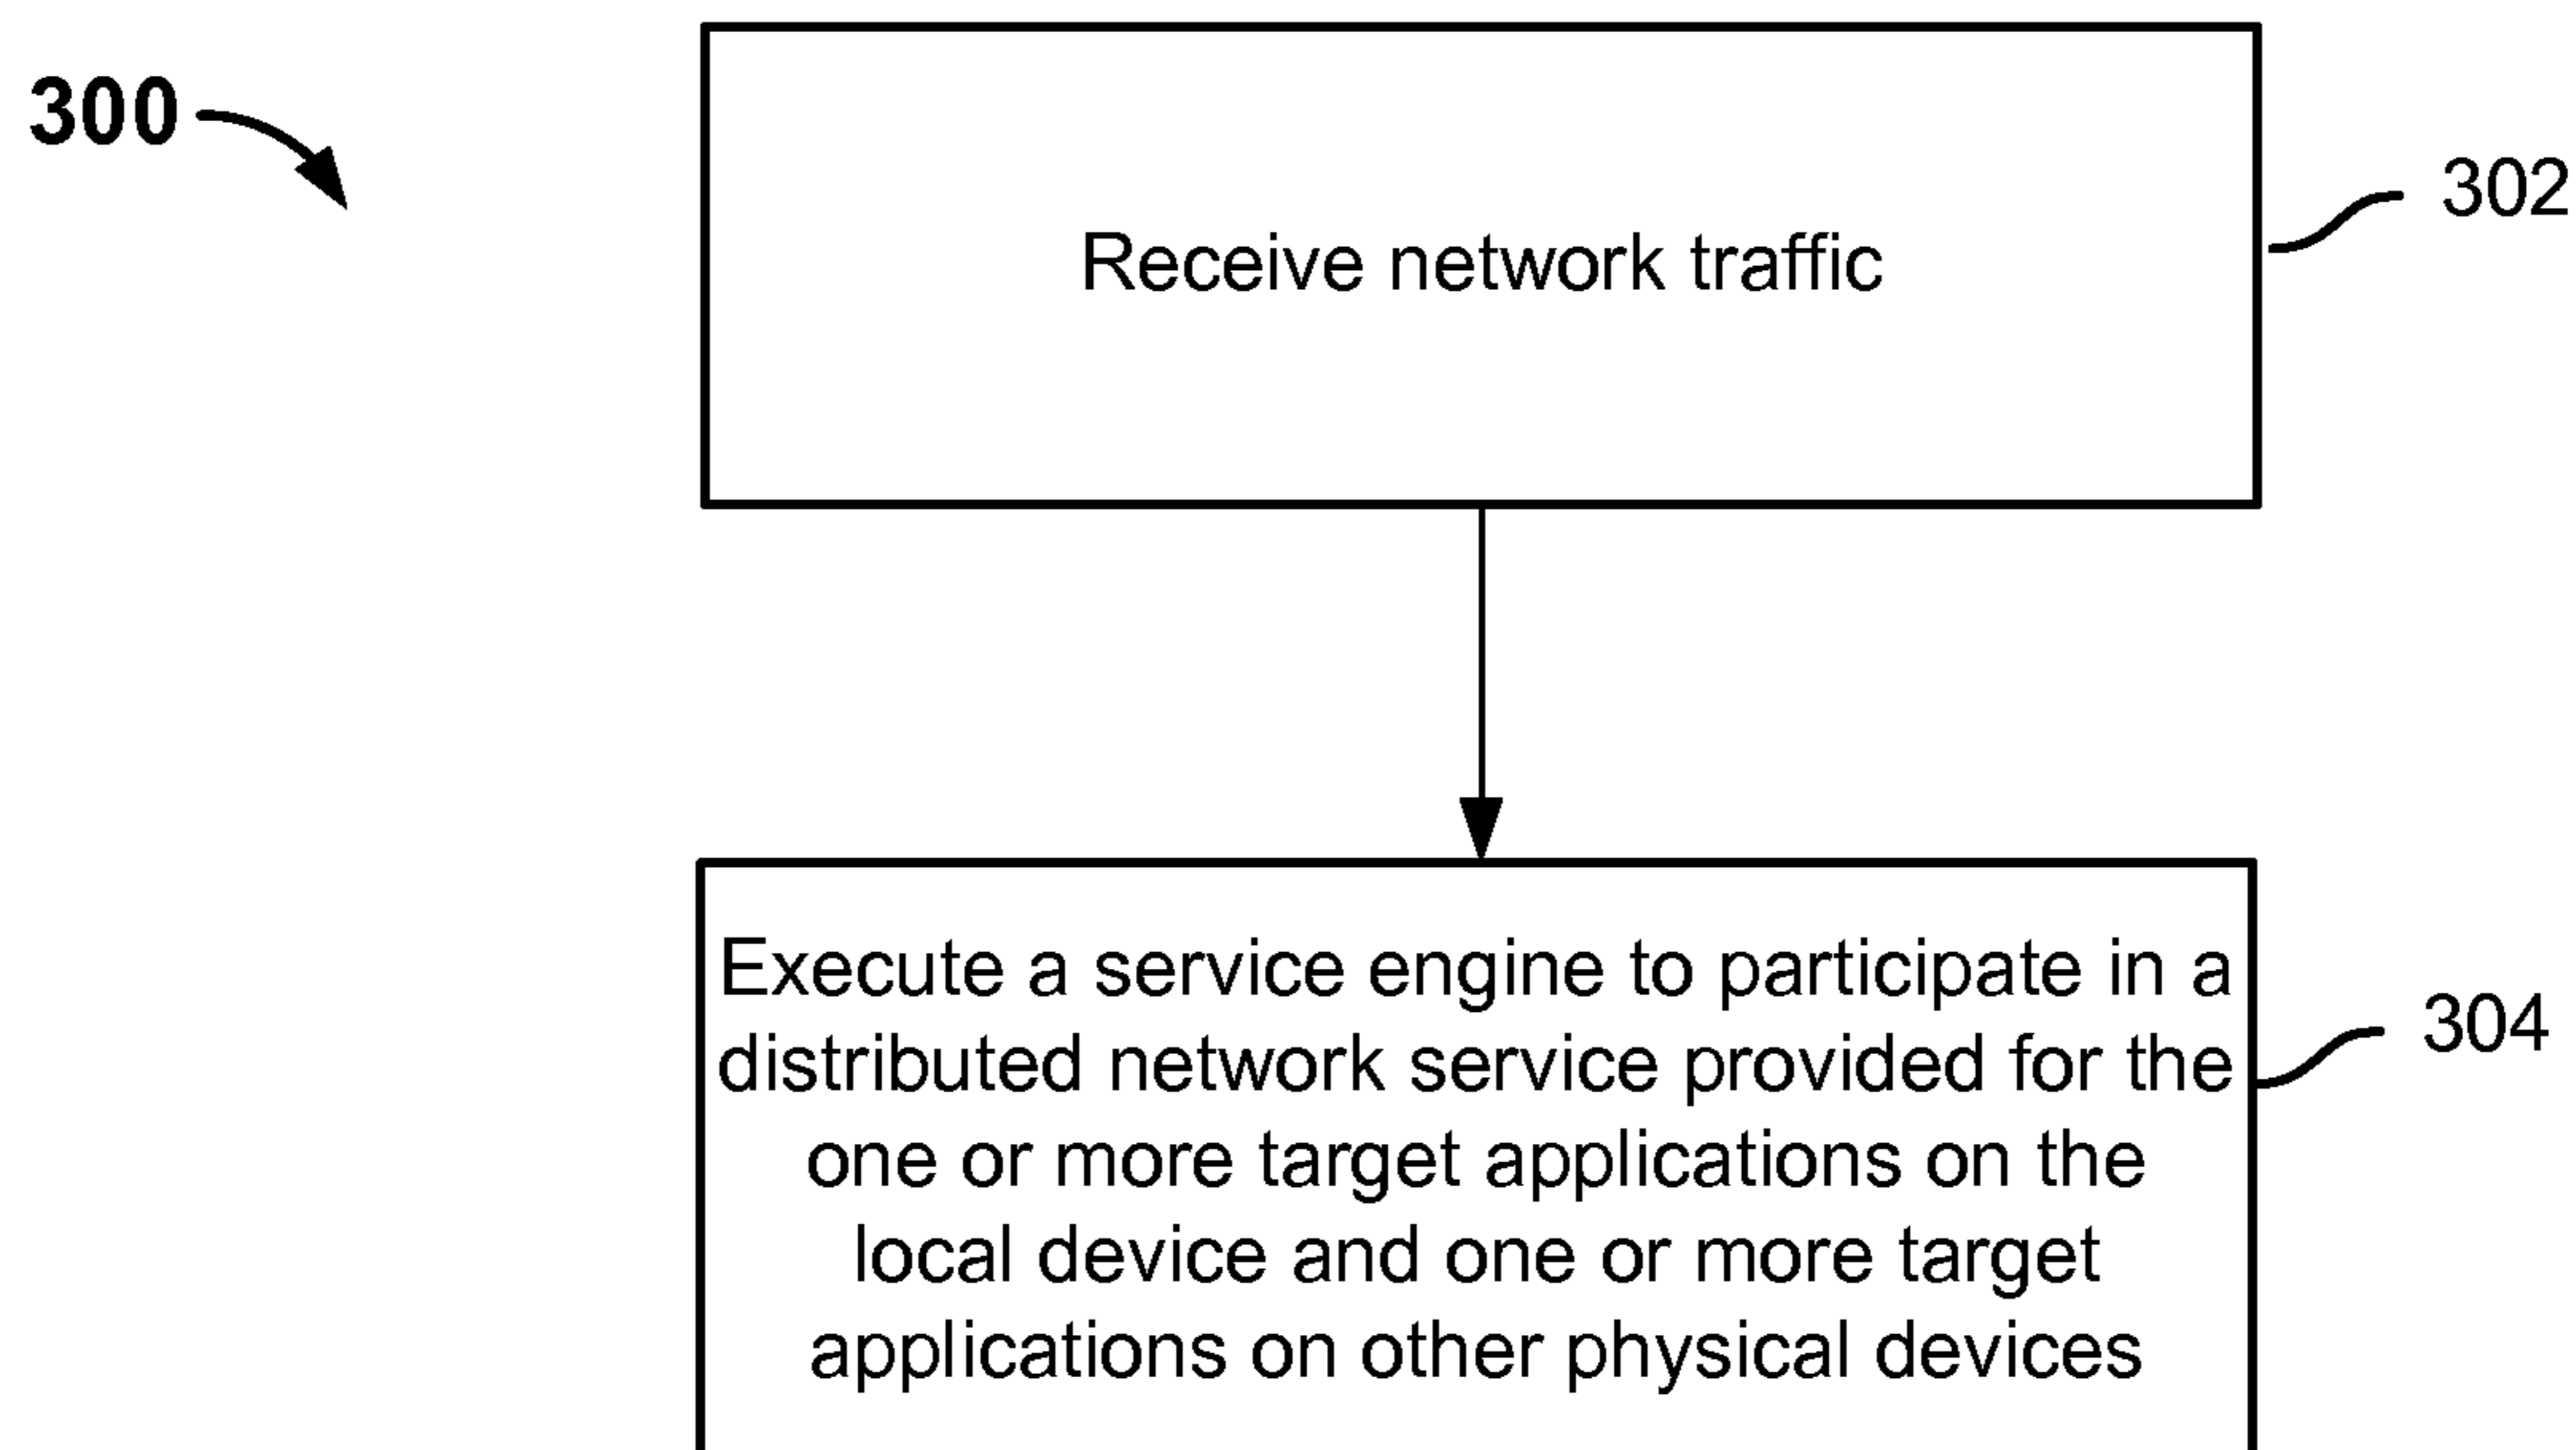 300
302
Receive network traffic
Execute a service engine to participate in a
distributed network service provided for the
304
one or more target applications on the
local device and one or more target
applications on other physical devices